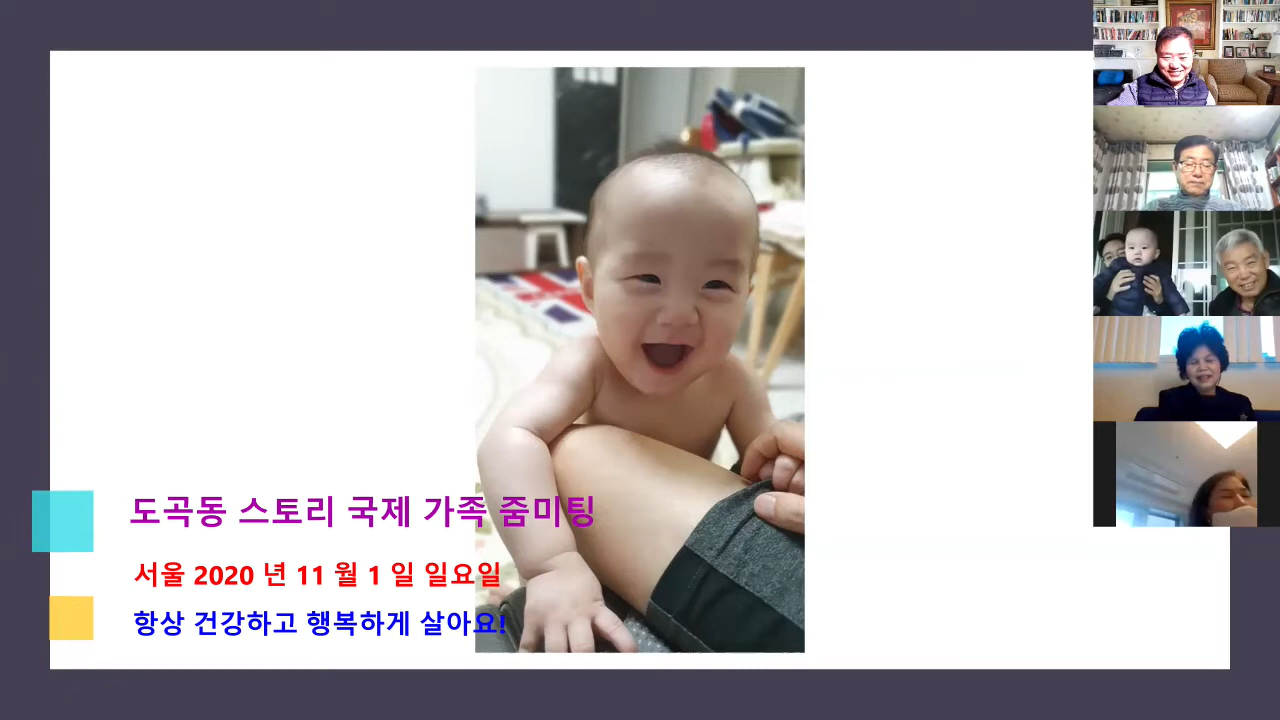 도곡동 스토리 국제 가족 줌미팅
서울 2020 년 11 월 1 일 일요일
항상 건강하고 행복하게 살아요!